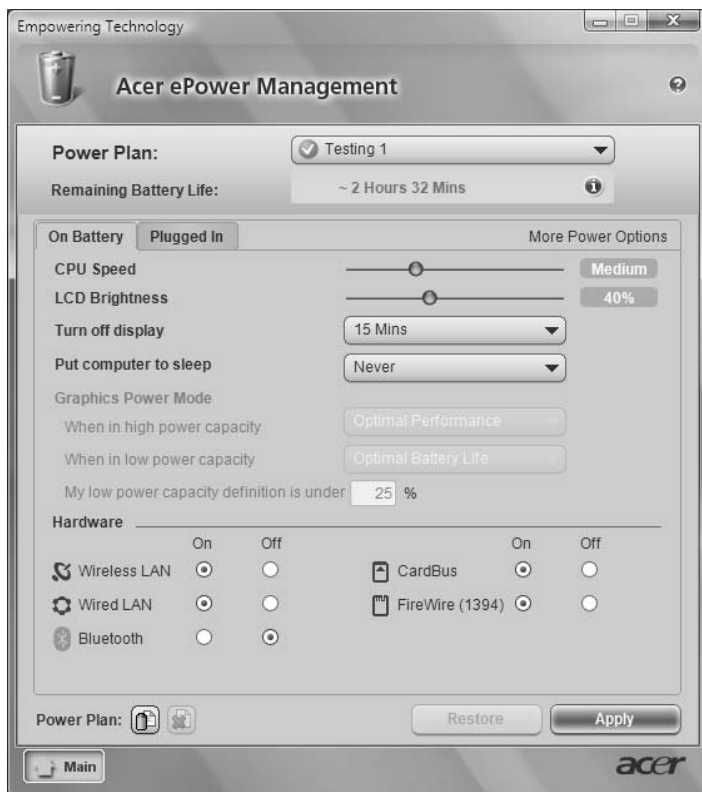 Empowering Technology
Acer ePower Management
Power Plan: Testing 1
Remaining Battery Life: ~ 2 Hours 32 Mins
On Battery Plugged In More Power Options
CPU Speed Medium
LCD Brightness 40%
Turn off display 15 Mins
Put computer to sleep Never
Graphics Power Mode
When in high power capacity Optimal Performance
When in low power capacity Optimal Battery Life
My low power capacity definition is under 25 %
Hardware
On Off On Off
Wireless LAN CardBus
Wired LAN FireWire (1394)
Bluetooth
Power Plan: Restore Apply
Main acer